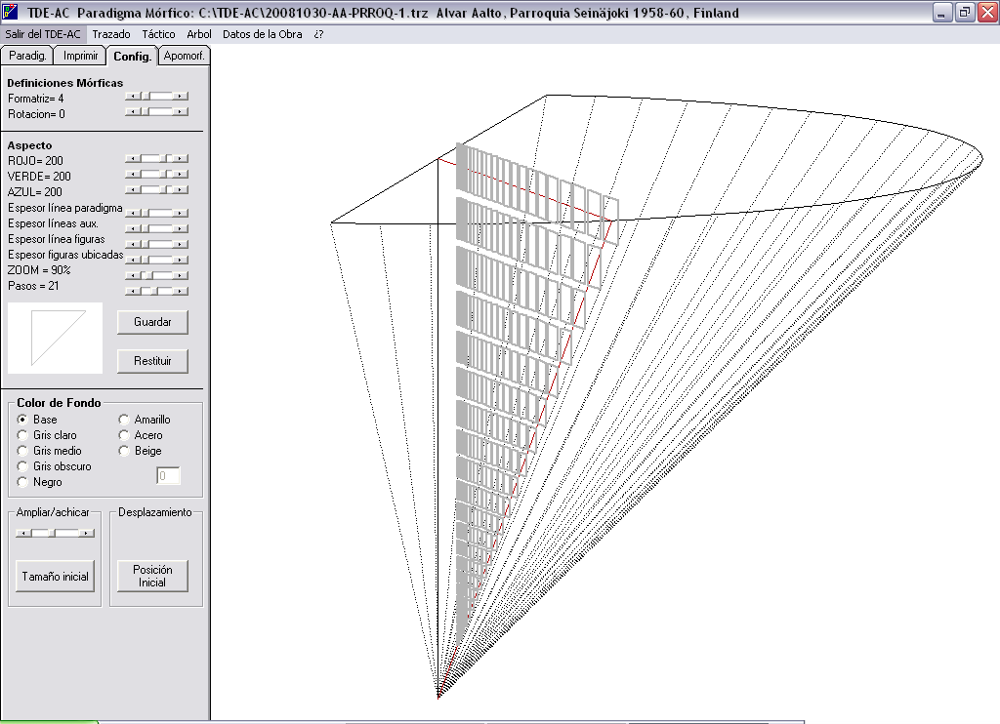 TDE-AC Paradigma Mórfico: C:\TDE-AC\20081030-AA-PRROQ-1.trz Alvar Aalto, Parroquia Seinäjoki 1958-60, Finland
Salir del TDE-AC Trazado Táctico Arbol Datos de la Obra ¿?
Paradig. Imprimir Config. Apomorf.
Definiciones Mórficas
Formatriz= 4
Rotacion= 0
Aspecto
ROJO= 200
VERDE= 200
AZUL= 200
Espesor línea paradigma
Espesor líneas aux.
Espesor línea figuras
Espesor figuras ubicadas
ZOOM = 90%
Pasos = 21
Guardar
Restituir
Color de Fondo
Base Amarillo
Gris claro Acero
Gris medio Beige
Gris obscuro
Negro
0
Ampliar/achicar Desplazamiento
Tamaño inicial
Posición
Inicial